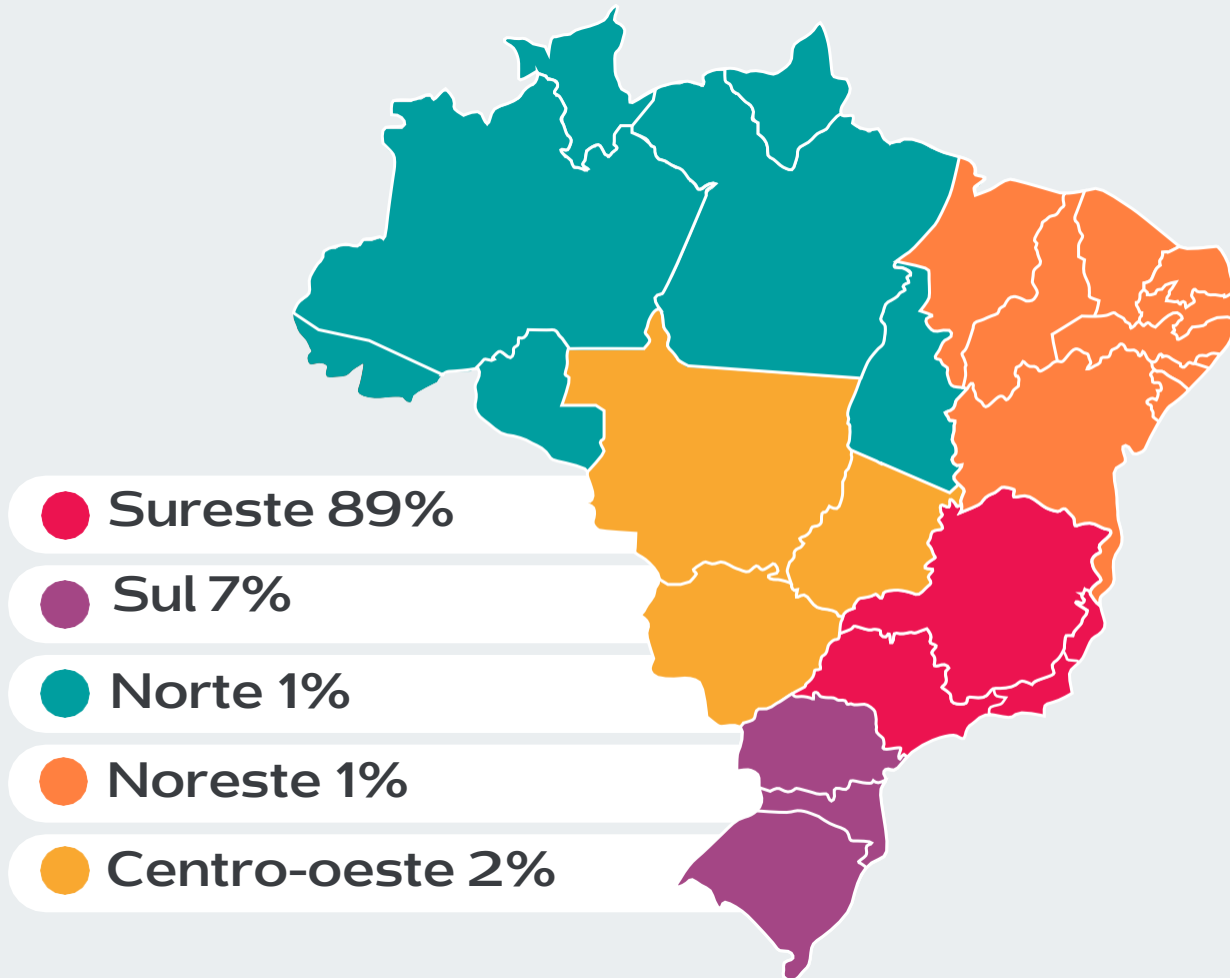 Sureste 89%
Sul 7%
Norte 1%
Noreste 1%
Centro-oeste 2%